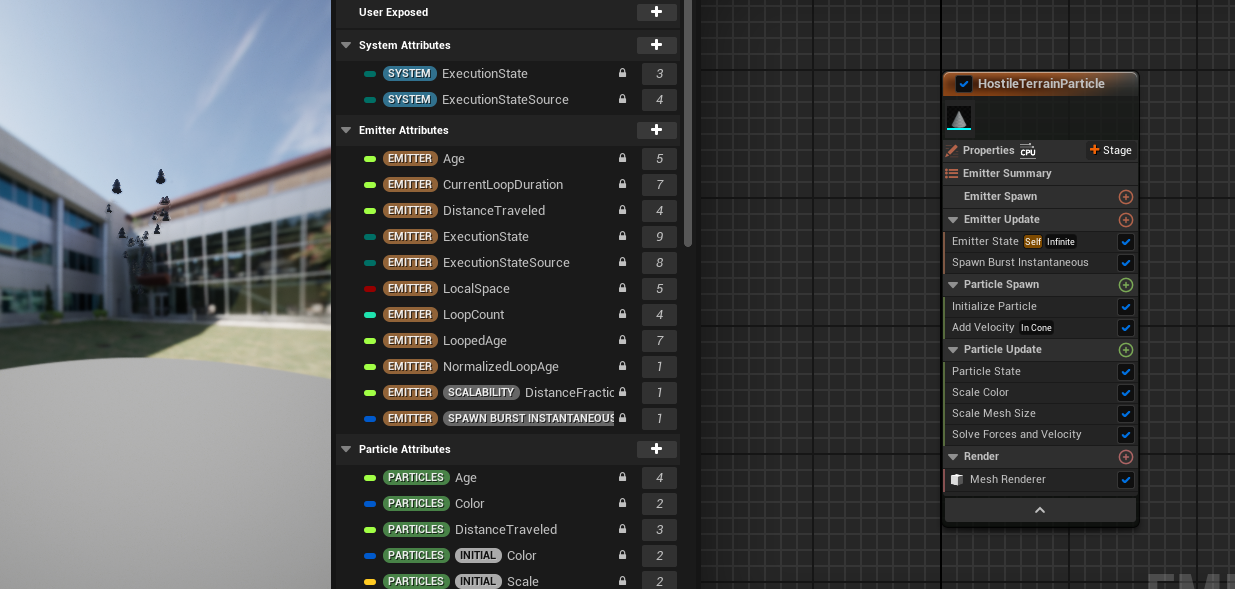 User Exposed
System Attributes
SYSTEM ExecutionState 3
SYSTEM ExecutionStateSource 4
Emitter Attributes
EMITTER Age 5
EMITTER CurrentLoopDuration 7
EMITTER DistanceTraveled 4
EMITTER ExecutionState 9
EMITTER ExecutionStateSource 8
EMITTER LocalSpace 5
EMITTER LoopCount 4
EMITTER LoopedAge 7
EMITTER NormalizedLoopAge 1
EMITTER SCALABILITY DistanceFractio 1
EMITTER SPAWN BURST INSTANTANEOUS 1
Particle Attributes
PARTICLES Age 4
PARTICLES Color 2
PARTICLES DistanceTraveled 3
PARTICLES INITIAL Color 2
PARTICLES INITIAL Scale 2
HostileTerrainParticle
Properties CPU Stage
Emitter Summary
Emitter Spawn
Emitter Update
Emitter State Self Infinite
Spawn Burst Instantaneous
Particle Spawn
Initialize Particle
Add Velocity In Cone
Particle Update
Particle State
Scale Color
Scale Mesh Size
Solve Forces and Velocity
Render
Mesh Renderer